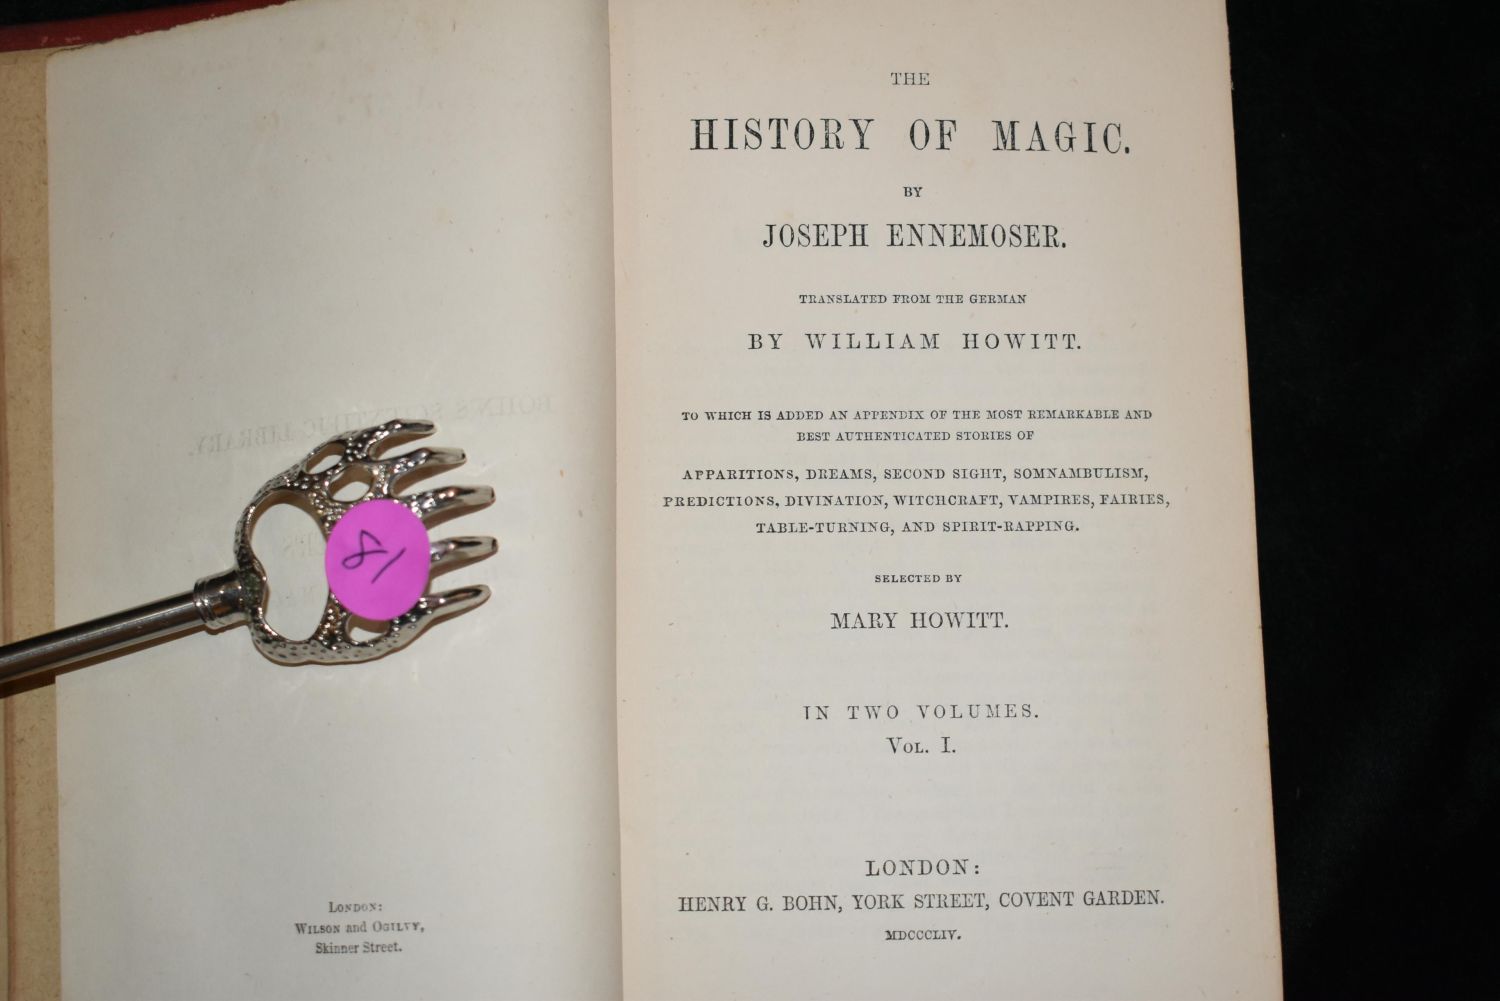 BOHN'S SCIENTIFIC LIBRARY.
81
LONDON:
WILSON and OGILVY,
Skinner Street.
THE
HISTORY OF MAGIC.
BY
JOSEPH ENNEMOSER.
TRANSLATED FROM THE GERMAN
BY WILLIAM HOWITT.
TO WHICH IS ADDED AN APPENDIX OF THE MOST REMARKABLE AND
BEST AUTHENTICATED STORIES OF
APPARITIONS, DREAMS, SECOND SIGHT, SOMNAMBULISM,
PREDICTIONS, DIVINATION, WITCHCRAFT, VAMPIRES, FAIRIES,
TABLE-TURNING, AND SPIRIT-RAPPING.
SELECTED BY
MARY HOWITT.
IN TWO VOLUMES.
VOL. I.
LONDON:
HENRY G. BOHN, YORK STREET, COVENT GARDEN.
MDCCCLIV.